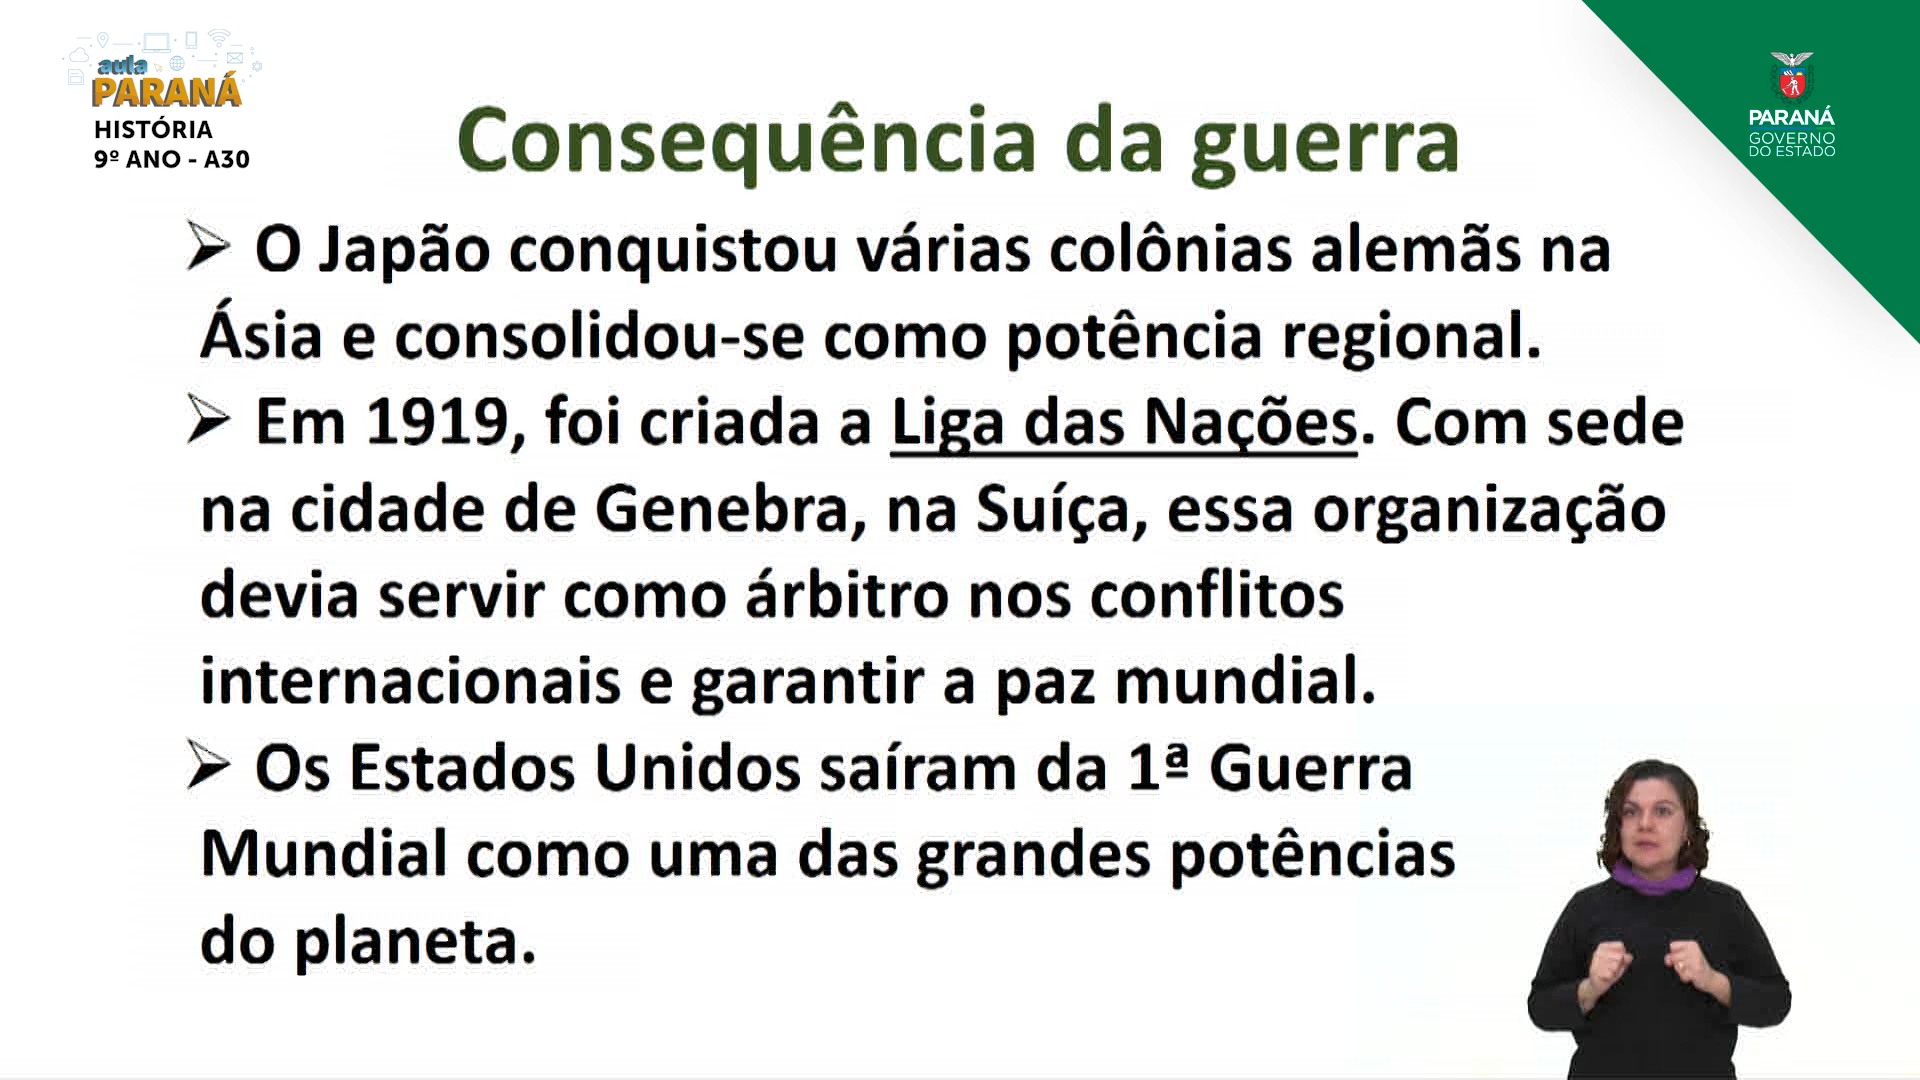 aula
PARANÁ
HISTÓRIA
9º ANO - A30
PARANÁ
GOVERNO
DO ESTADO
Consequência da guerra
➢ O Japão conquistou várias colônias alemãs na
Ásia e consolidou-se como potência regional.
➢ Em 1919, foi criada a Liga das Nações. Com sede
na cidade de Genebra, na Suíça, essa organização
devia servir como árbitro nos conflitos
internacionais e garantir a paz mundial.
➢ Os Estados Unidos saíram da 1ª Guerra
Mundial como uma das grandes potências
do planeta.